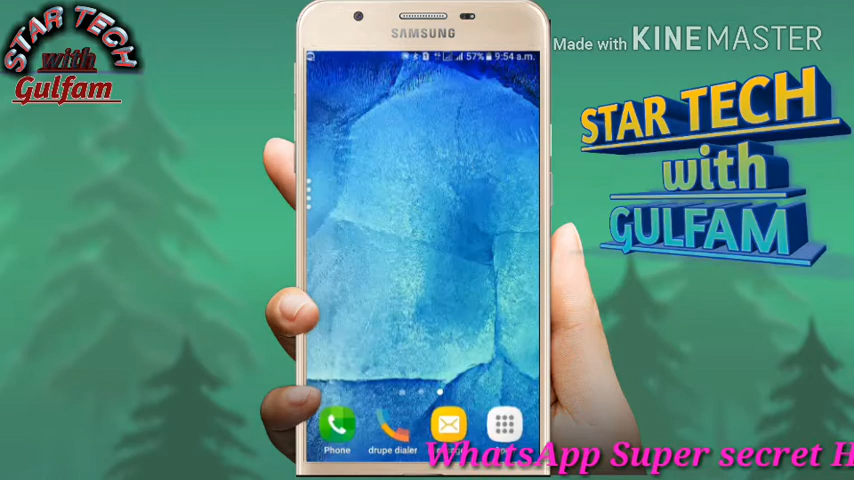 STAR TECH
with
Gulfam
SAMSUNG
57% 9:54 a.m.
Made with KINEMASTER
STAR TECH
with
GULFAM
Phone
drupe dialer
WhatsApp Super secret H